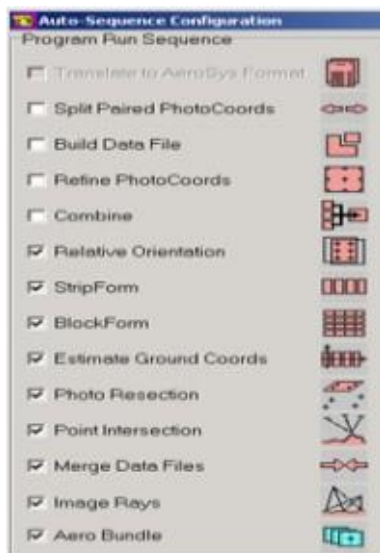 Auto-Sequence Configuration
Program Run Sequence
Translate to AeroSys Format
Split Paired PhotoCoords
Build Data File
Refine PhotoCoords
Combine
Relative Orientation
StripForm
BlockForm
Estimate Ground Coords
Photo Resection
Point Intersection
Merge Data Files
Image Rays
Aero Bundle